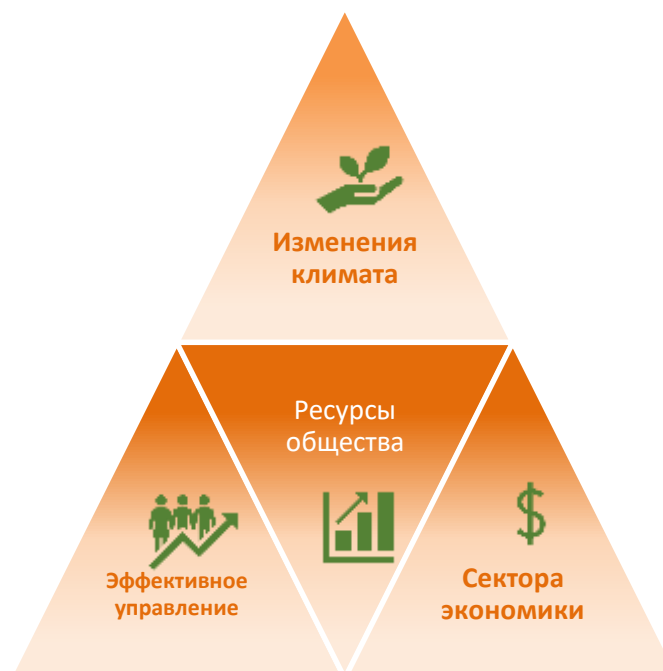 Изменения
климата
Ресурсы
общества
Эффективное
управление
Сектора
экономики